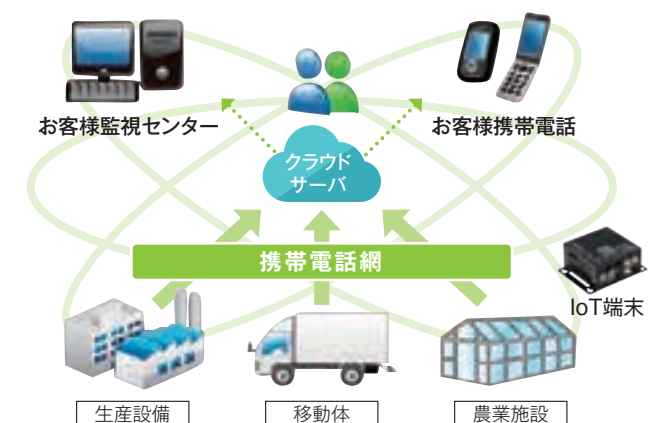 お客様監視センター
お客様携帯電話
クラウド
サーバ
携帯電話網
IoT端末
生産設備
移動体
農業施設